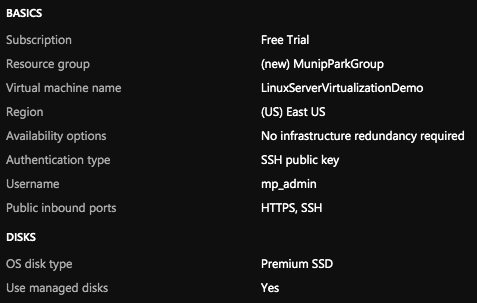 BASICS
Subscription Free Trial
Resource group (new) MunipParkGroup
Virtual machine name LinuxServerVirtualizationDemo
Region (US) East US
Availability options No infrastructure redundancy required
Authentication type SSH public key
Username mp_admin
Public inbound ports HTTPS, SSH
DISKS
OS disk type Premium SSD
Use managed disks Yes